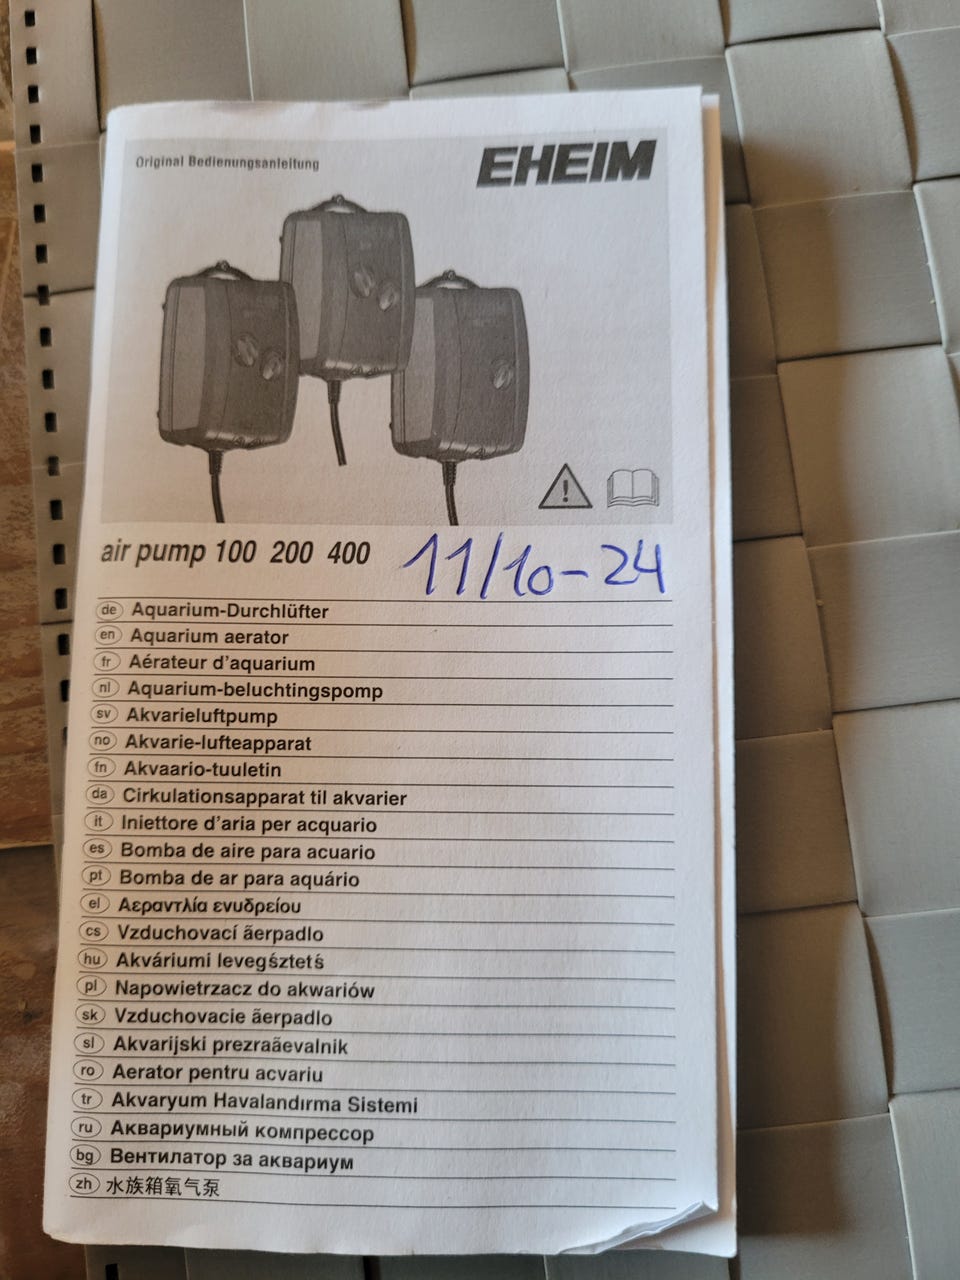 Original Bedienungsanleitung
EHEIM
air pump 100 200 400
11/10-24
de Aquarium-Durchlüfter
en Aquarium aerator
fr Aérateur d'aquarium
nl Aquarium-beluchtingspomp
sv Akvarieluftpump
no Akvarie-lufteapparat
fn Akvaario-tuuletin
da Cirkulationsapparat til akvarier
it Iniettore d'aria per acquario
es Bomba de aire para acuario
pt Bomba de ar para aquário
el Αεραντλία ενυδρείου
cs Vzduchovací ãerpadlo
hu Akváriumi levegśztetś
pl Napowietrzacz do akwariów
sk Vzduchovacie ãerpadlo
sl Akvarijski prezraãevalnik
ro Aerator pentru acvariu
tr Akvaryum Havalandırma Sistemi
ru Аквариумный компрессор
bg Вентилатор за аквариум
zh 水族箱氧气泵